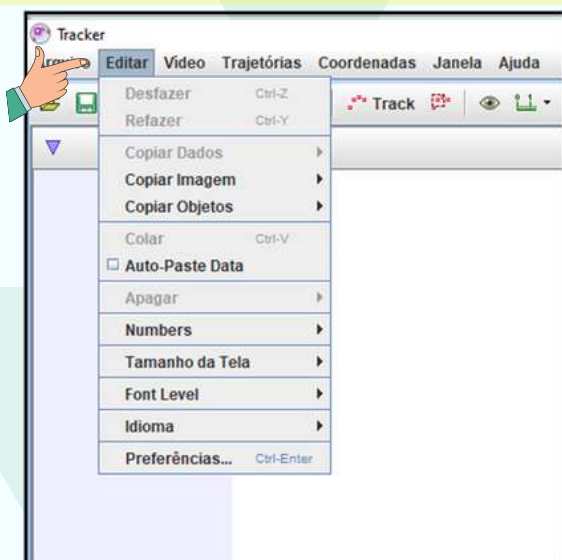 Tracker
Editar Vídeo Trajetórias Coordenadas Janela Ajuda
Track
Desfazer Ctrl-Z
Refazer Ctrl-Y
Copiar Dados
Copiar Imagem
Copiar Objetos
Colar Ctrl-V
Auto-Paste Data
Apagar
Numbers
Tamanho da Tela
Font Level
Idioma
Preferências... Ctrl-Enter